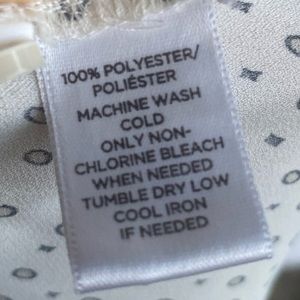 100% POLYESTER/
POLIÉSTER
MACHINE WASH
COLD
ONLY NON-
CHLORINE BLEACH
WHEN NEEDED
TUMBLE DRY LOW
COOL IRON
IF NEEDED